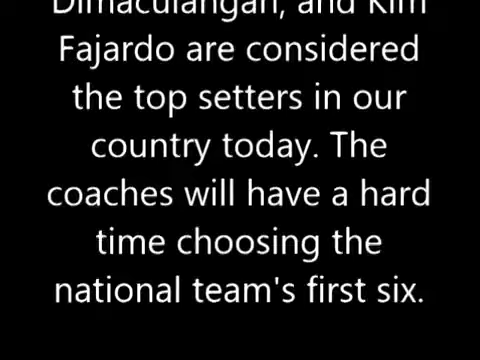 Dimaculangan, and Kim
Fajardo are considered
the top setters in our
country today. The
coaches will have a hard
time choosing the
national team's first six.